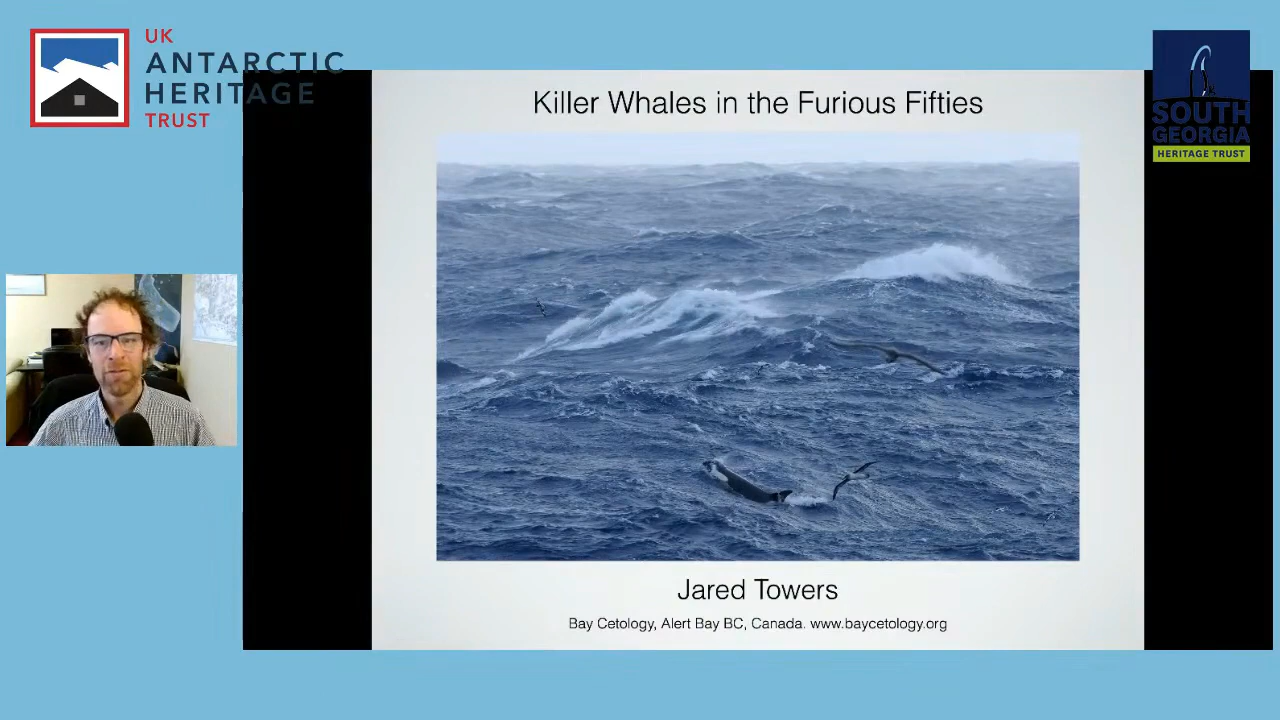 UK
ANTARCTIC
HERITAGE
TRUST
SOUTH
GEORGIA
HERITAGE TRUST
Killer Whales in the Furious Fifties
Jared Towers
Bay Cetology, Alert Bay BC, Canada. www.baycetology.org